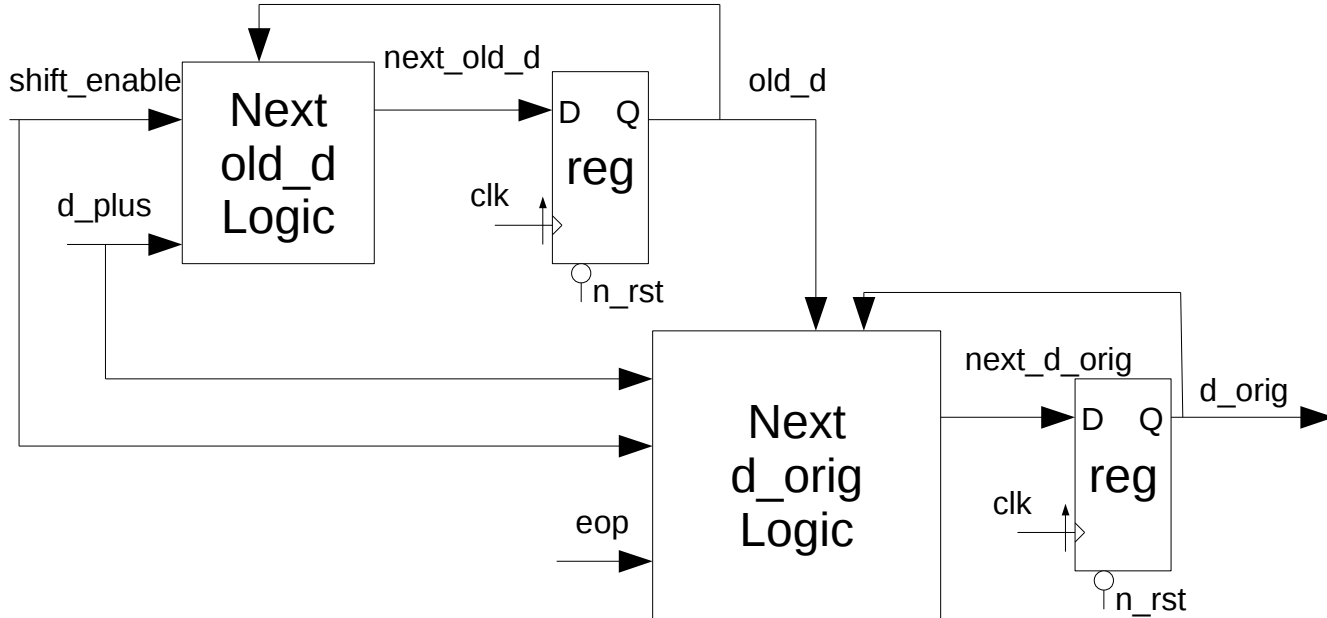 next_old_d
shift_enable
old_d
Next
old_d
Logic
D Q
reg
clk
d_plus
n_rst
next_d_orig
d_orig
Next
d_orig
Logic
D Q
reg
clk
eop
n_rst